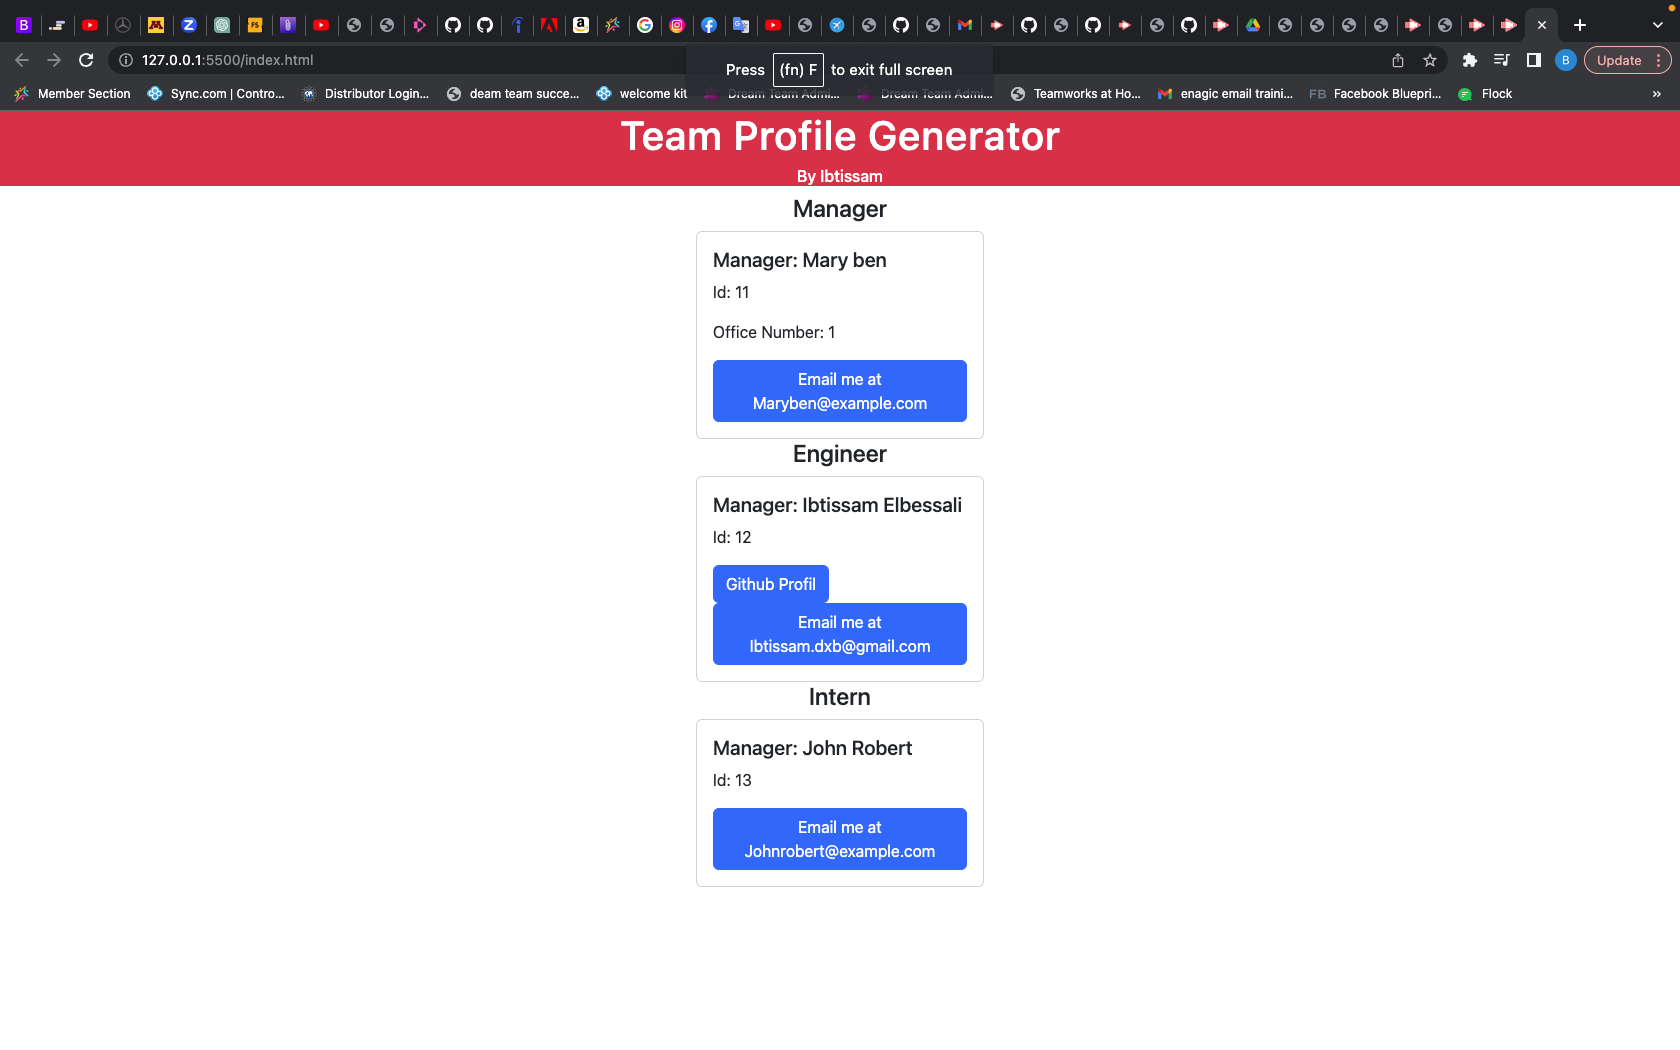 Press (fn) F to exit full screen
127.0.0.1:5500/index.html
Update
B
Member Section
Sync.com | Contro...
Distributor Login...
deam team succe...
welcome kit
Dream Team Admi...
Dream Team Admi...
Teamworks at Ho...
enagic email traini...
FB Facebook Bluepri...
Flock
»
Team Profile Generator
By Ibtissam
Manager
Manager: Mary ben
Id: 11
Office Number: 1
Email me at
Maryben@example.com
Engineer
Manager: Ibtissam Elbessali
Id: 12
Github Profil
Email me at
Ibtissam.dxb@gmail.com
Intern
Manager: John Robert
Id: 13
Email me at
Johnrobert@example.com